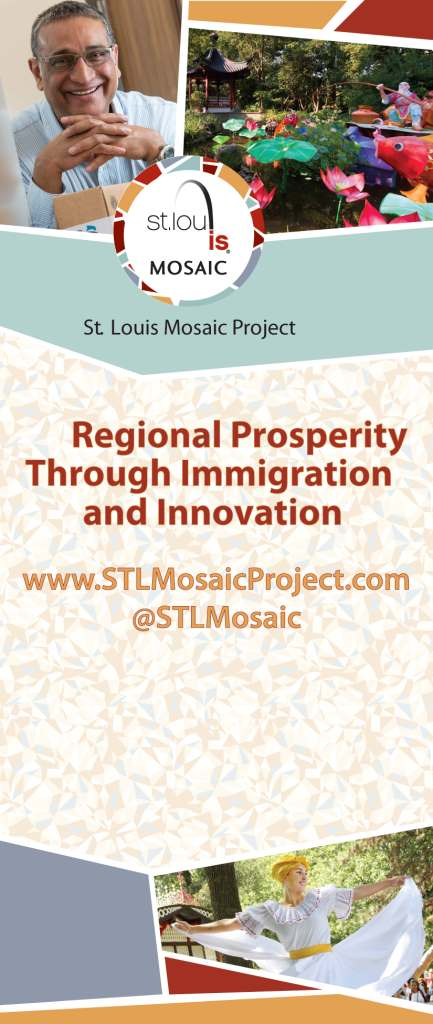 st.lou
is.
MOSAIC
St. Louis Mosaic Project
Regional Prosperity
Through Immigration
and Innovation
www.STLMosaicProject.com
@STLMosaic